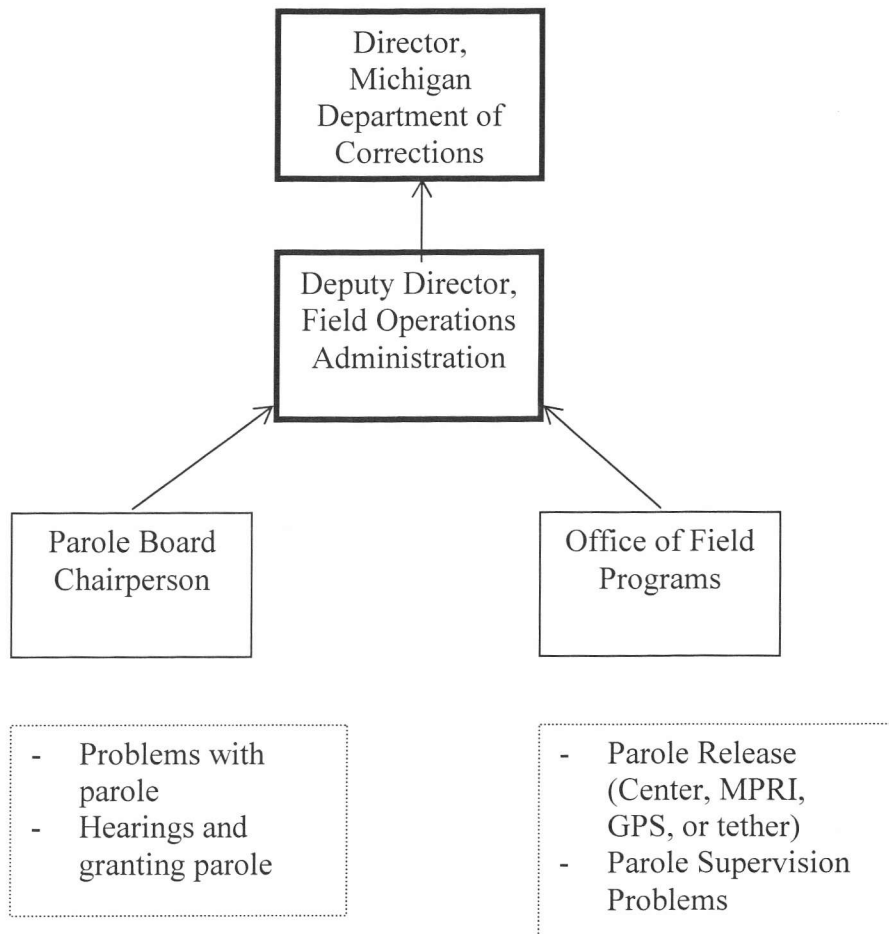 Director,
Michigan
Department of
Corrections
Deputy Director,
Field Operations
Administration
Parole Board
Chairperson
Office of Field
Programs
- Problems with
parole
- Hearings and
granting parole
- Parole Release
(Center, MPRI,
GPS, or tether)
- Parole Supervision
Problems